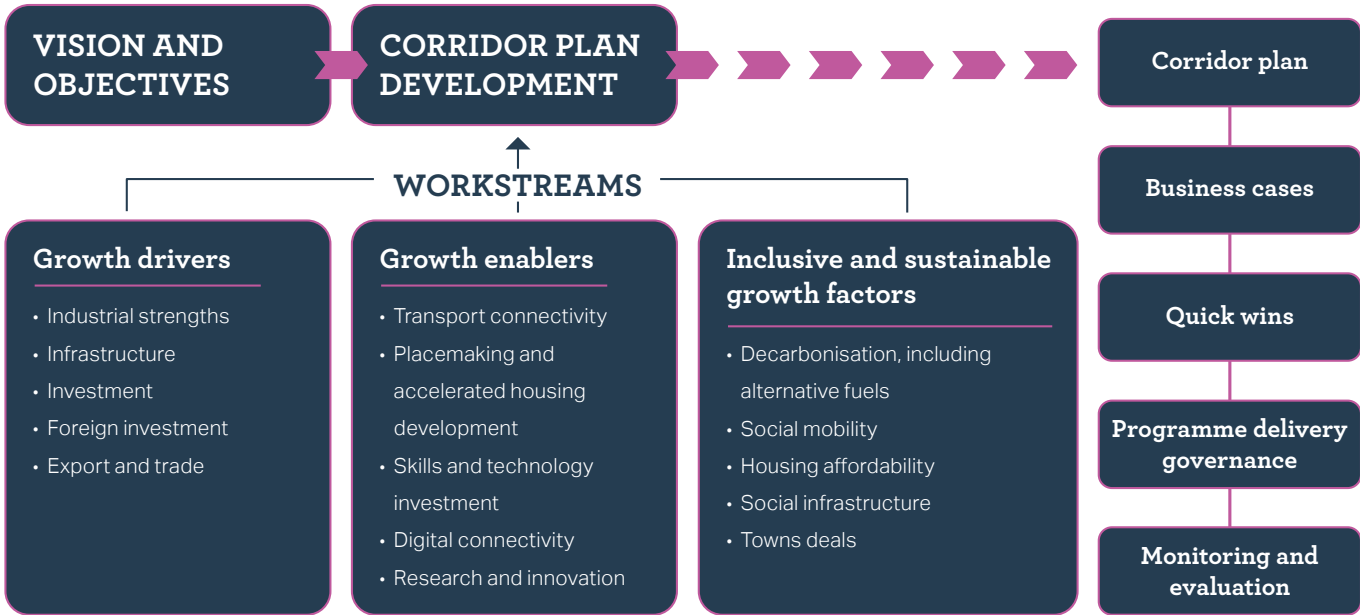 VISION AND
OBJECTIVES
CORRIDOR PLAN
DEVELOPMENT
WORKSTREAMS
Growth drivers
• Industrial strengths
• Infrastructure
• Investment
• Foreign investment
• Export and trade
Growth enablers
• Transport connectivity
• Placemaking and
accelerated housing
development
• Skills and technology
investment
• Digital connectivity
• Research and innovation
Inclusive and sustainable
growth factors
• Decarbonisation, including
alternative fuels
• Social mobility
• Housing affordability
• Social infrastructure
• Towns deals
Corridor plan
Business cases
Quick wins
Programme delivery
governance
Monitoring and
evaluation